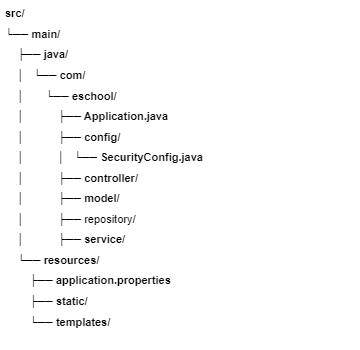 src/
└── main/
├── java/
│ └── com/
│ └── eschool/
│ ├── Application.java
│ ├── config/
│ │ └── SecurityConfig.java
│ ├── controller/
│ ├── model/
│ ├── repository/
│ ├── service/
└── resources/
├── application.properties
├── static/
└── templates/